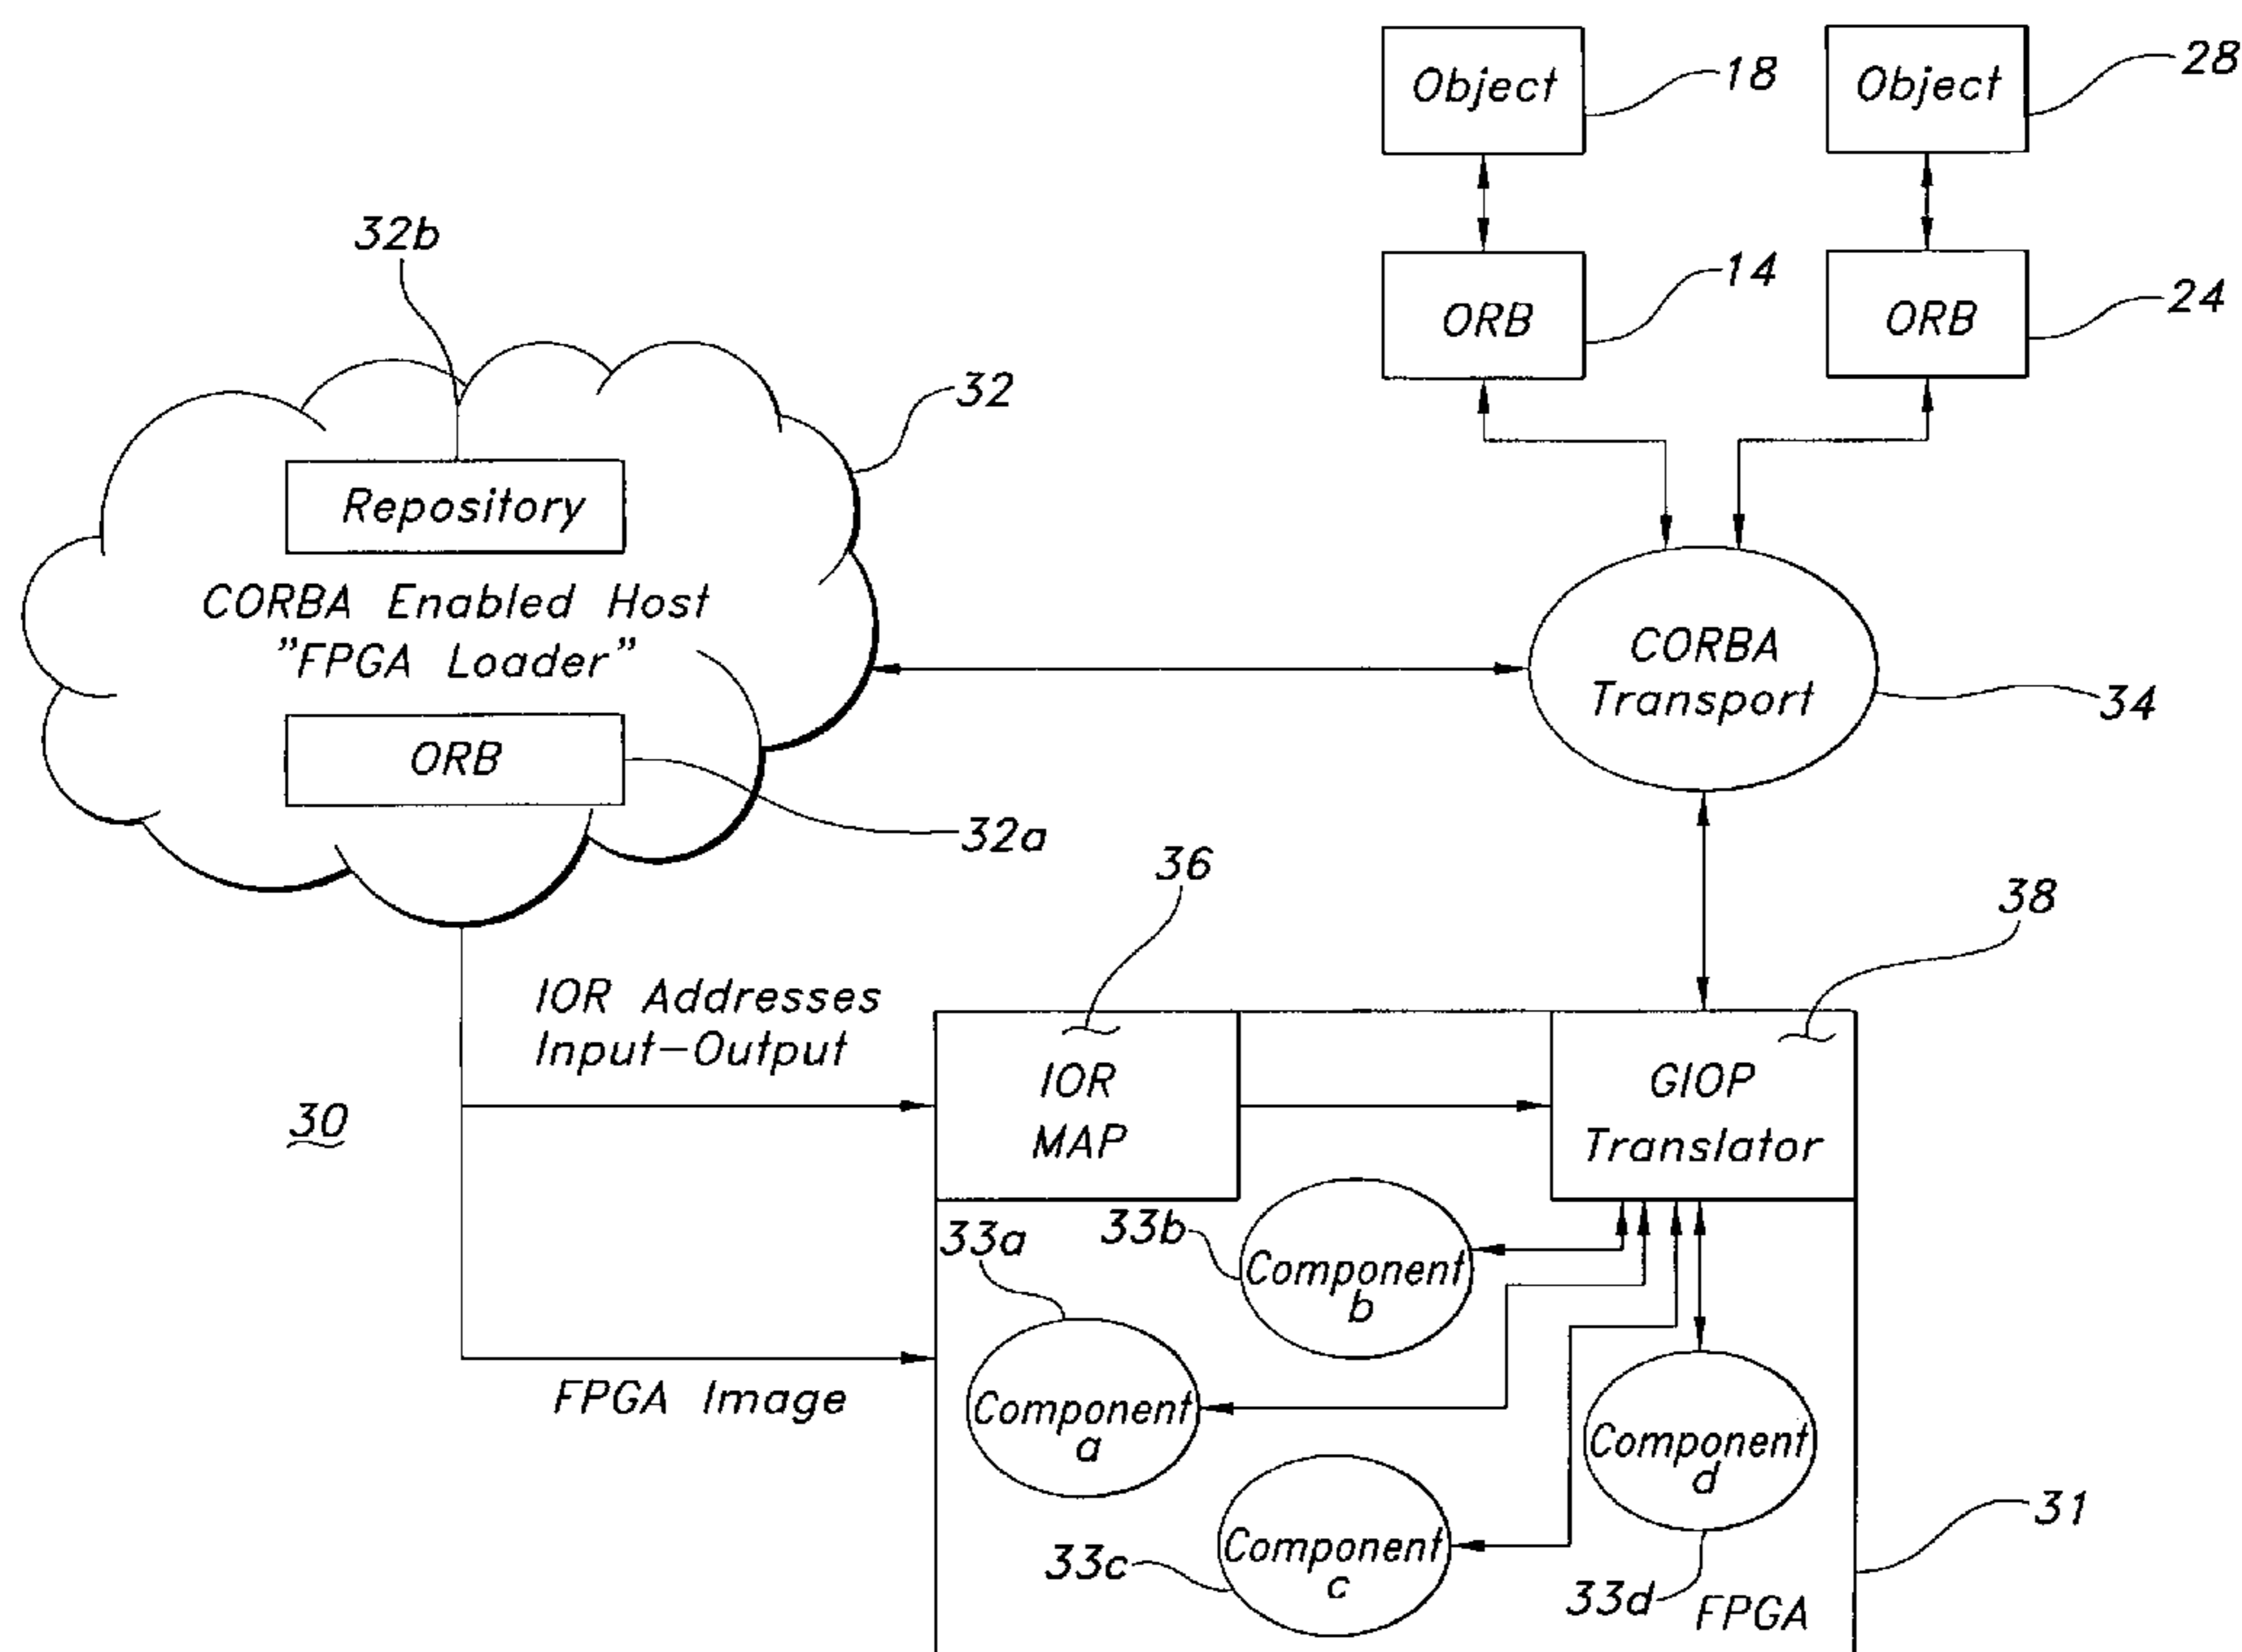 Object
18
Object
28
32b
ORB
14
ORB
24
32
Repository
CORBA Enabled Host
"FPGA Loader"
CORBA
Transport
34
ORB
32a
36
38
IOR Addresses
Input-Output
30
IOR
MAP
GIOP
Translator
33a
33b
Component
b
FPGA Image
Component
a
Component
d
31
33c
Component
c
33d
FPGA